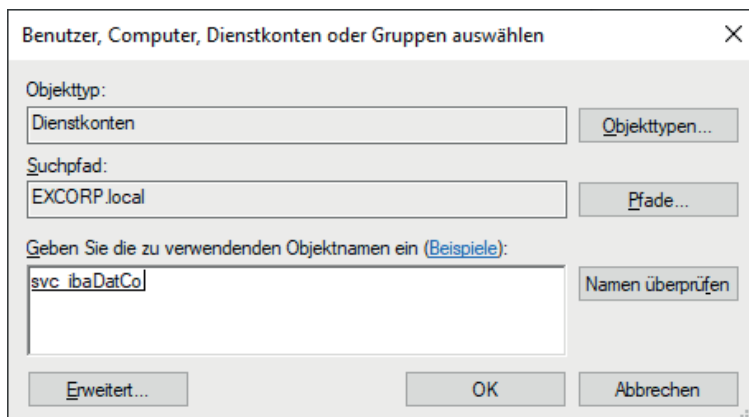 Benutzer, Computer, Dienstkonten oder Gruppen auswählen
Objekttyp:
Dienstkonten
Objekttypen...
Suchpfad:
EXCORP.local
Pfade...
Geben Sie die zu verwendenden Objektnamen ein (Beispiele):
svc_ibaDatCo
Namen überprüfen
Erweitert...
OK
Abbrechen